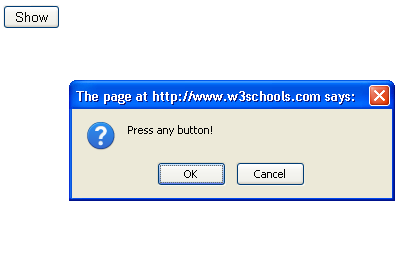 Show
The page at http://www.w3schools.com says:
Press any button!
OK Cancel